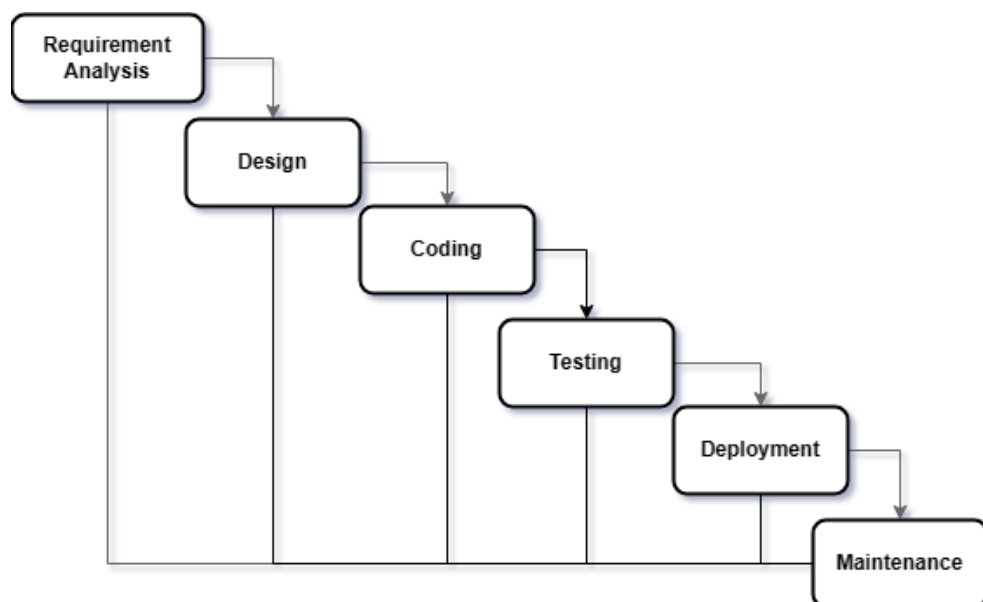 Requirement
Analysis
Design
Coding
Testing
Deployment
Maintenance